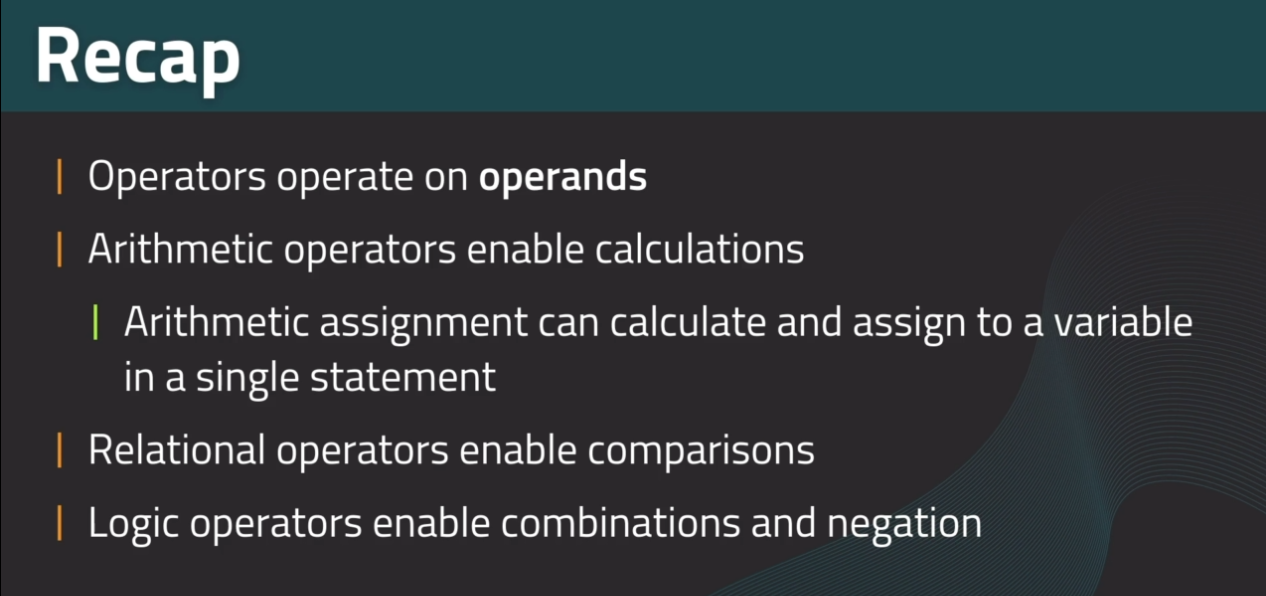 Recap
Operators operate on operands
Arithmetic operators enable calculations
Arithmetic assignment can calculate and assign to a variable
in a single statement
Relational operators enable comparisons
Logic operators enable combinations and negation